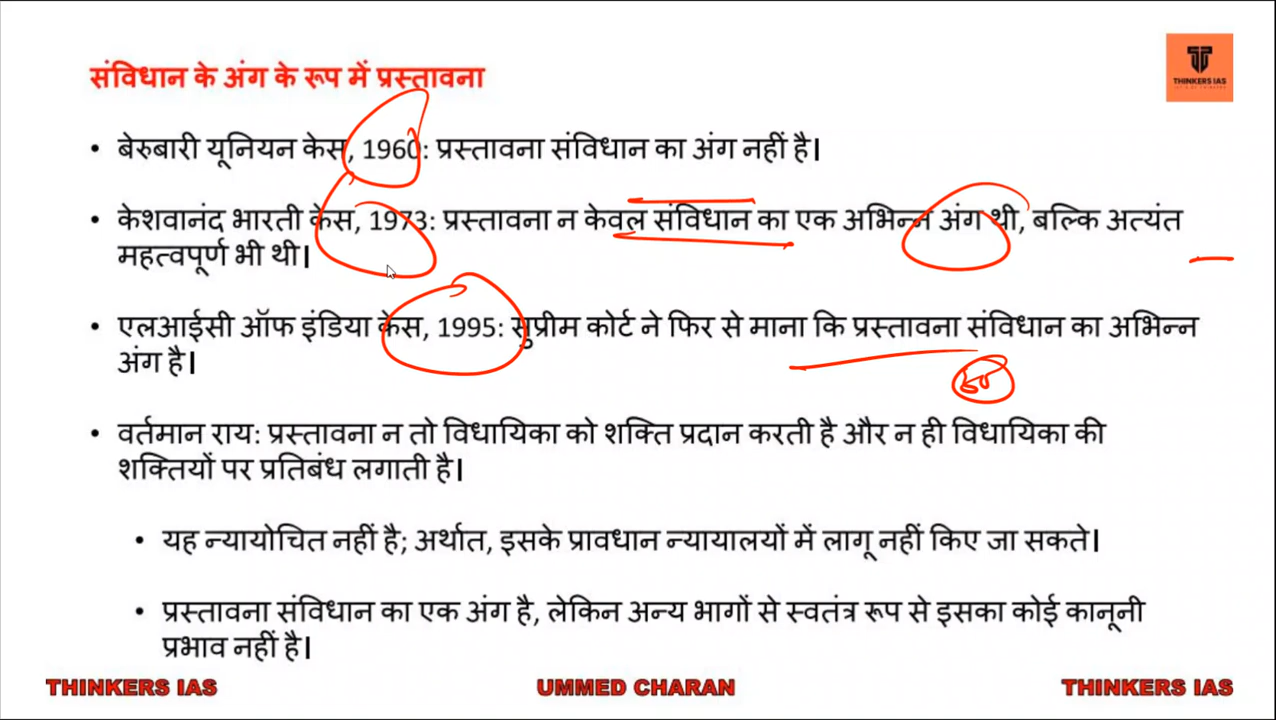 संविधान के अंग के रूप में प्रस्तावना
THINKERS IAS
• बेरुबारी यूनियन केस, 1960: प्रस्तावना संविधान का अंग नहीं है।
• केशवानंद भारती केस, 1973: प्रस्तावना न केवल संविधान का एक अभिन्न अंग थी, बल्कि अत्यंत
महत्वपूर्ण भी थी।
• एलआईसी ऑफ इंडिया केस, 1995: सुप्रीम कोर्ट ने फिर से माना कि प्रस्तावना संविधान का अभिन्न
अंग है।
• वर्तमान राय: प्रस्तावना न तो विधायिका को शक्ति प्रदान करती है और न ही विधायिका की
शक्तियों पर प्रतिबंध लगाती है।
• यह न्यायोचित नहीं है; अर्थात, इसके प्रावधान न्यायालयों में लागू नहीं किए जा सकते।
• प्रस्तावना संविधान का एक अंग है, लेकिन अन्य भागों से स्वतंत्र रूप से इसका कोई कानूनी
प्रभाव नहीं है।
THINKERS IAS UMMED CHARAN THINKERS IAS